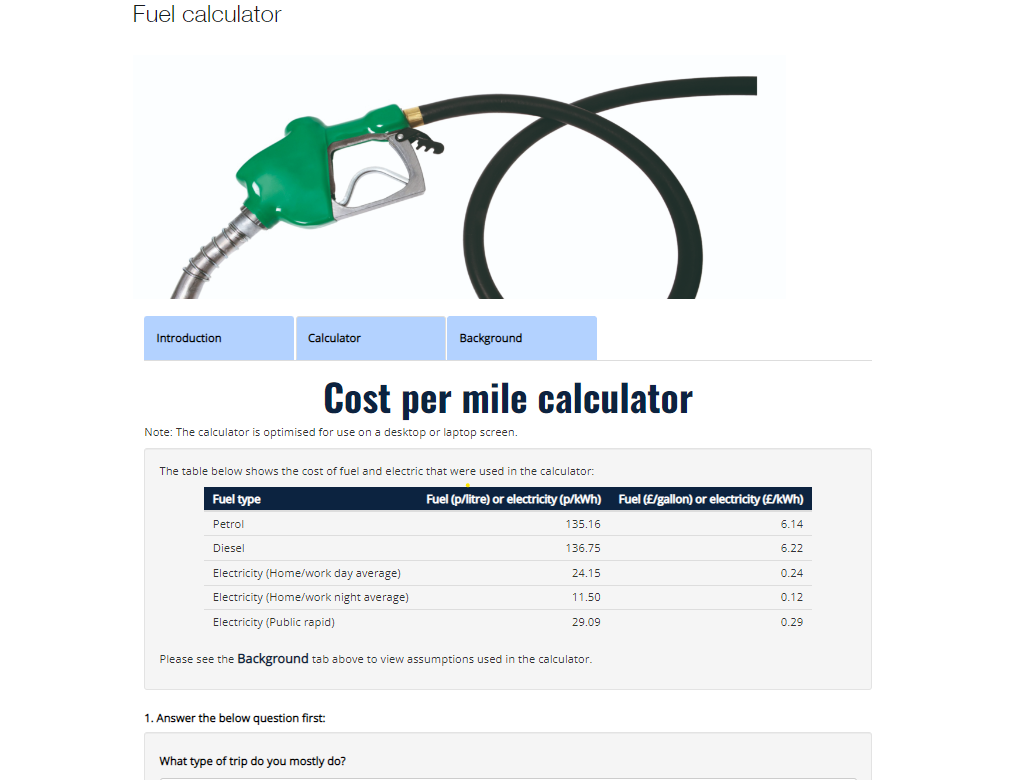 Fuel calculator
Introduction
Calculator
Background
Cost per mile calculator
Note: The calculator is optimised for use on a desktop or laptop screen.
The table below shows the cost of fuel and electric that were used in the calculator:
Fuel type Fuel (p/litre) or electricity (p/kWh) Fuel (£/gallon) or electricity (£/kWh)
Petrol 135.16 6.14
Diesel 136.75 6.22
Electricity (Home/work day average) 24.15 0.24
Electricity (Home/work night average) 11.50 0.12
Electricity (Public rapid) 29.09 0.29
Please see the Background tab above to view assumptions used in the calculator.
1. Answer the below question first:
What type of trip do you mostly do?